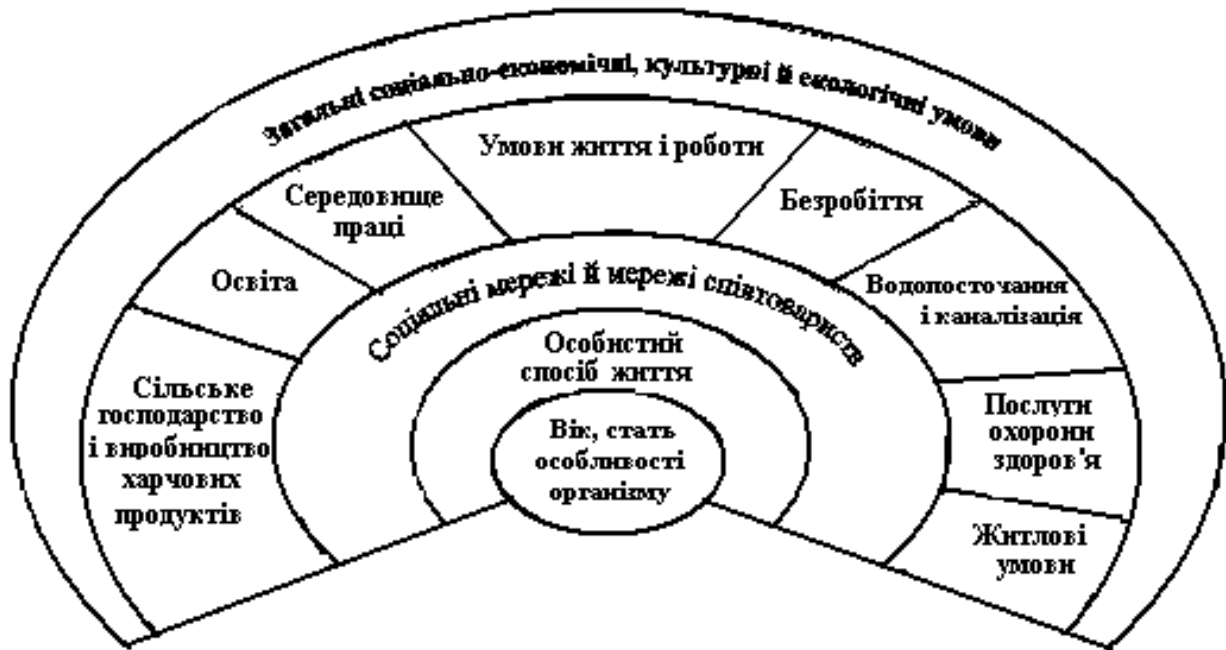 Загальні соціально-економічні, культурні й екологічні умови
Умови життя і роботи
Середовище
праці
Безробіття
Освіта
Водопосточання
і каналізація
Соціальні мережі й мережі співтовариств
Особистий
спосіб життя
Сільське
господарство
і виробництво
харчових
продуктів
Вік, стать
особливості
організму
Послуги
охорони
здоров'я
Житлові
умови